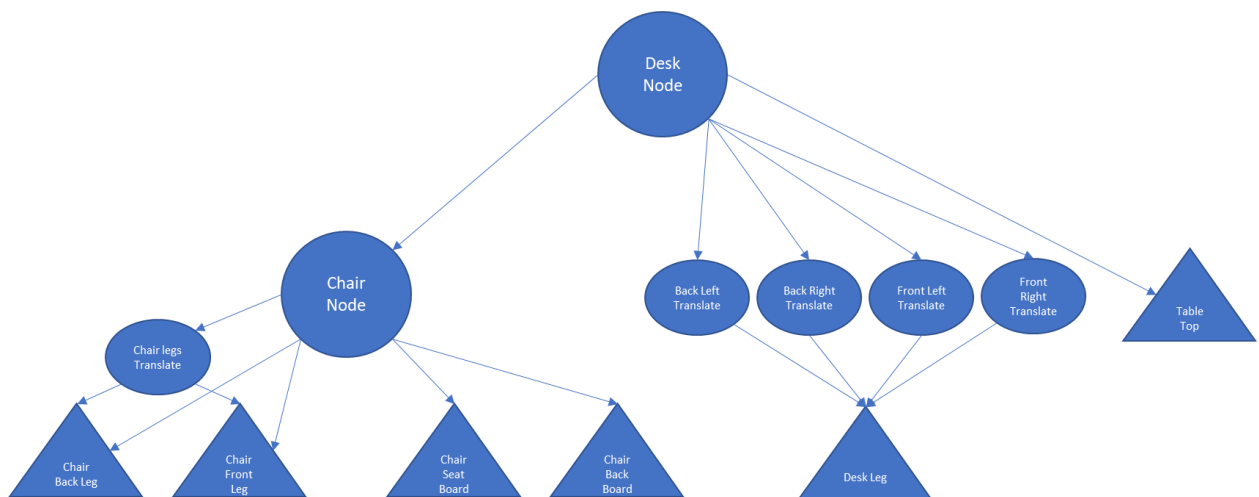 Desk
Node
Chair
Node
Back Left
Translate
Back Right
Translate
Front Left
Translate
Front
Right
Translate
Table
Top
Chair legs
Translate
Chair
Back Leg
Chair
Front
Leg
Chair
Seat
Board
Chair
Back
Board
Desk Leg